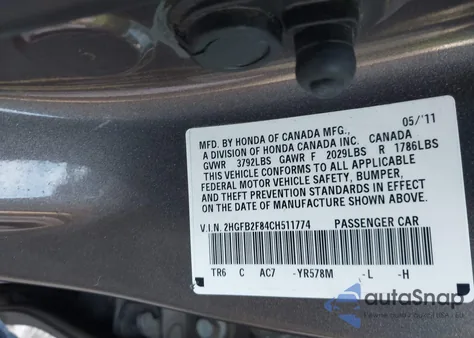 05/'11
MFD. BY HONDA OF CANADA MFG.,
A DIVISION OF HONDA CANADA INC. CANADA
GVWR 3792LBS GAWR F 2029LBS R 1786LBS
THIS VEHICLE CONFORMS TO ALL APPLICABLE
FEDERAL MOTOR VEHICLE SAFETY, BUMPER,
AND THEFT PREVENTION STANDARDS IN EFFECT
ON THE DATE OF MANUFACTURE SHOWN ABOVE.
V.I.N. 2HGFB2F84CH511774 PASSENGER CAR
TR6 C AC7 -YR578M -L -H
autoSnap